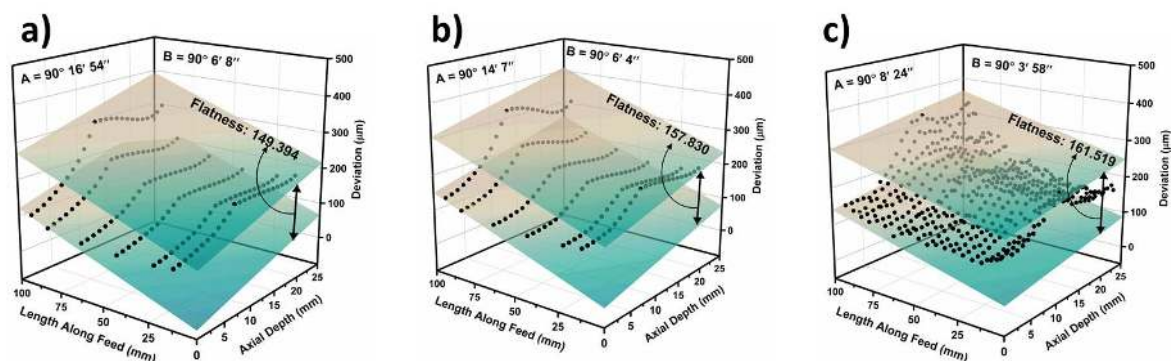 a)
A = 90° 16′ 54″
B = 90° 6′ 8″
Flatness: 149.394
500
400
300
200
100
0
Deviation (μm)
100
75
50
25
0
Length Along Feed (mm)
5
10
15
20
25
Axial Depth (mm)
b)
A = 90° 14′ 7″
B = 90° 6′ 4″
Flatness: 157.830
500
400
300
200
100
0
Deviation (μm)
100
75
50
25
0
Length Along Feed (mm)
5
10
15
20
25
Axial Depth (mm)
c)
A = 90° 8′ 24″
B = 90° 3′ 58″
Flatness: 161.519
500
400
300
200
100
0
Deviation (μm)
100
75
50
25
0
Length Along Feed (mm)
5
10
15
20
25
Axial Depth (mm)